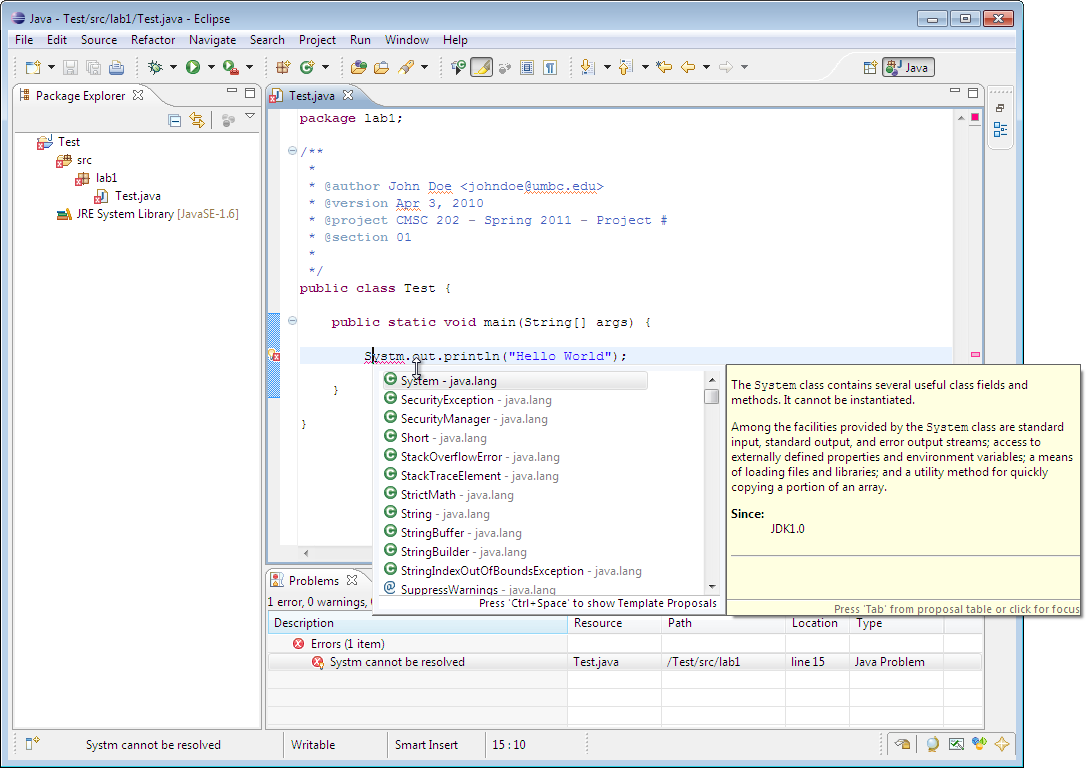 Java - Test/src/lab1/Test.java - Eclipse
File Edit Source Refactor Navigate Search Project Run Window Help
Java
Package Explorer
Test
src
lab1
Test.java
JRE System Library [JavaSE-1.6]
Test.java
package lab1;
/**
*
* @author John Doe <johndoe@umbc.edu>
* @version Apr 3, 2010
* @project CMSC 202 - Spring 2011 - Project #
* @section 01
*
*/
public class Test {
public static void main(String[] args) {
Systm.out.println("Hello World");
}
}
System - java.lang
SecurityException - java.lang
SecurityManager - java.lang
Short - java.lang
StackOverflowError - java.lang
StackTraceElement - java.lang
StrictMath - java.lang
String - java.lang
StringBuffer - java.lang
StringBuilder - java.lang
StringIndexOutOfBoundsException - java.lang
SuppressWarnings - java.lang
Press 'Ctrl+Space' to show Template Proposals
The System class contains several useful class fields and
methods. It cannot be instantiated.
Among the facilities provided by the System class are standard
input, standard output, and error output streams; access to
externally defined properties and environment variables; a means
of loading files and libraries; and a utility method for quickly
copying a portion of an array.
Since:
JDK1.0
Press 'Tab' from proposal table or click for focus
Problems
1 error, 0 warnings,
Description Resource Path Location Type
Errors (1 item)
Systm cannot be resolved Test.java /Test/src/lab1 line 15 Java Problem
Systm cannot be resolved Writable Smart Insert 15 : 10